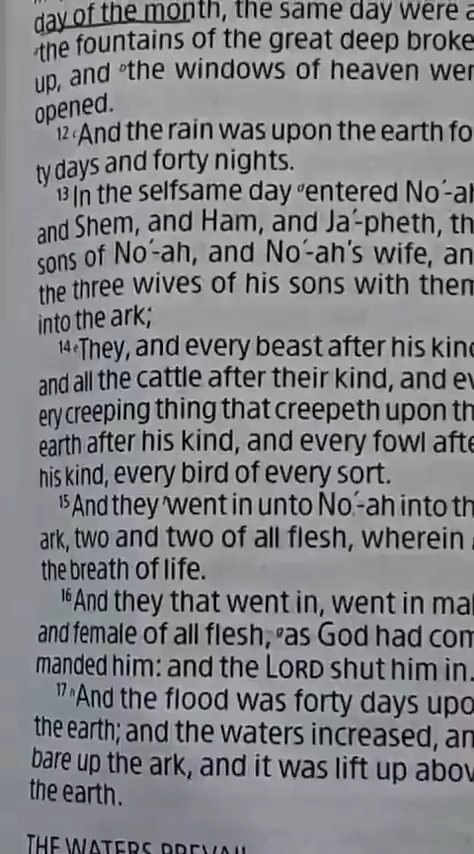 day of the month, the same day were a
the fountains of the great deep broke
up, and the windows of heaven wer
opened.
12 And the rain was upon the earth fo
ty days and forty nights.
13 In the selfsame day entered No´-ah
and Shem, and Ham, and Ja´-pheth, th
sons of No´-ah, and No´-ah's wife, an
the three wives of his sons with them
into the ark;
14 They, and every beast after his kind
and all the cattle after their kind, and ev
ery creeping thing that creepeth upon th
earth after his kind, and every fowl afte
his kind, every bird of every sort.
15 And they went in unto No´-ah into th
ark, two and two of all flesh, wherein
the breath of life.
16 And they that went in, went in mal
and female of all flesh, as God had com
manded him: and the LORD shut him in.
17 And the flood was forty days upo
the earth; and the waters increased, an
bare up the ark, and it was lift up abov
the earth.
THE WATERS PREVAIL